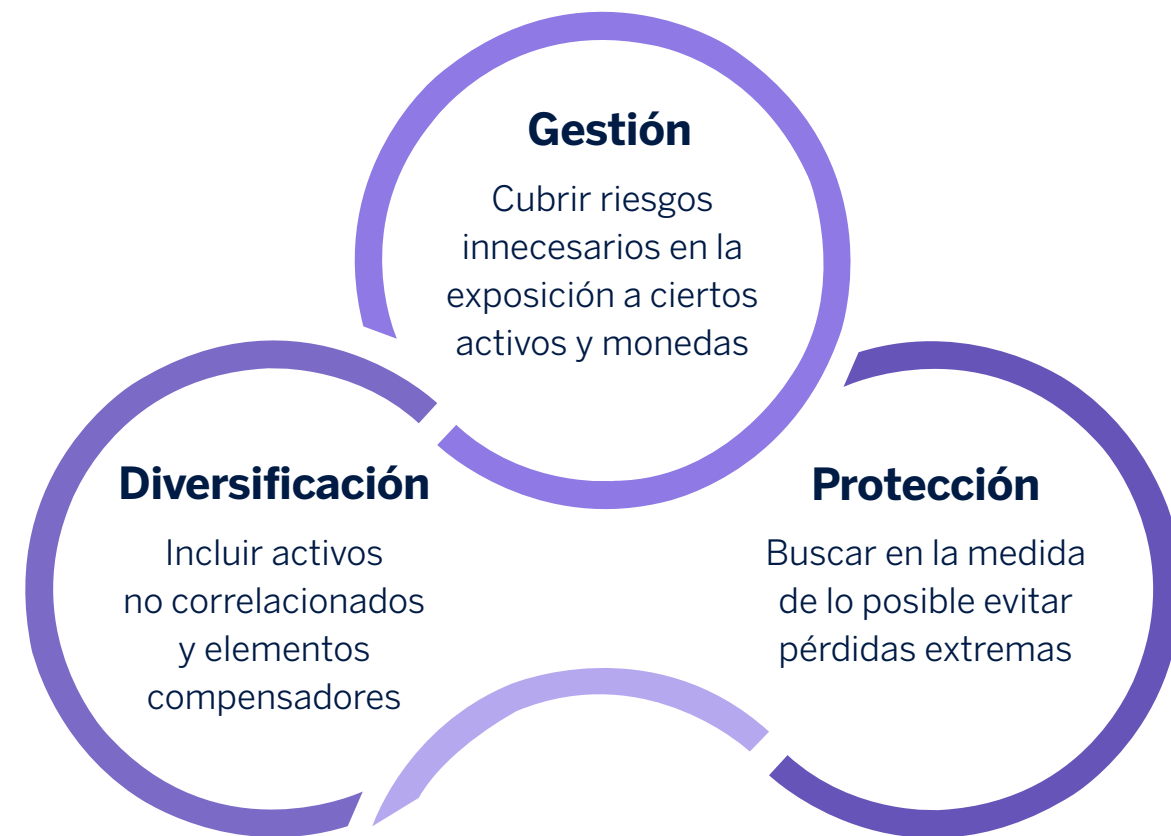 Gestión
Cubrir riesgos
innecesarios en la
exposición a ciertos
activos y monedas
Diversificación
Incluir activos
no correlacionados
y elementos
compensadores
Protección
Buscar en la medida
de lo posible evitar
pérdidas extremas